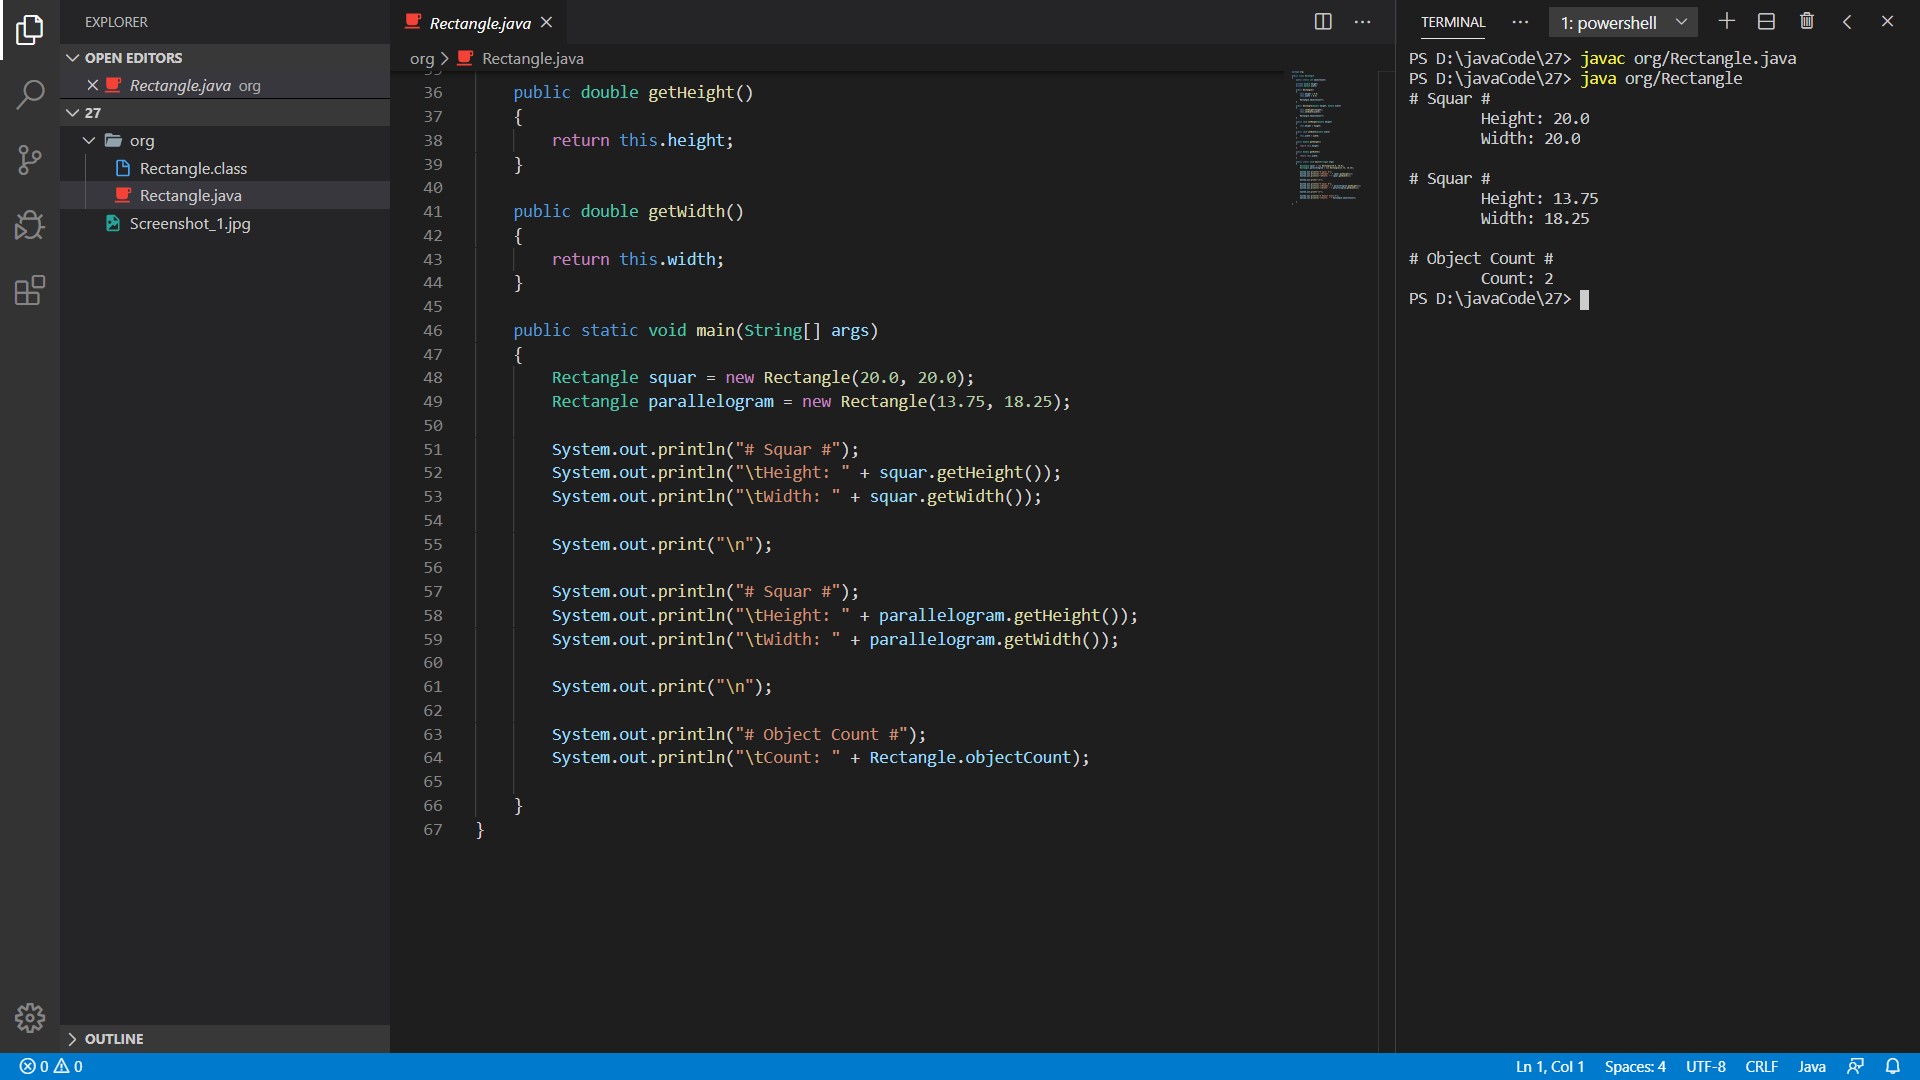 EXPLORER
OPEN EDITORS
Rectangle.java org
27
org
Rectangle.class
Rectangle.java
Screenshot_1.jpg
OUTLINE
Rectangle.java
org > Rectangle.java
36 public double getHeight()
37 {
38 return this.height;
39 }
40
41 public double getWidth()
42 {
43 return this.width;
44 }
45
46 public static void main(String[] args)
47 {
48 Rectangle squar = new Rectangle(20.0, 20.0);
49 Rectangle parallelogram = new Rectangle(13.75, 18.25);
50
51 System.out.println("# Squar #");
52 System.out.println("\tHeight: " + squar.getHeight());
53 System.out.println("\tWidth: " + squar.getWidth());
54
55 System.out.print("\n");
56
57 System.out.println("# Squar #");
58 System.out.println("\tHeight: " + parallelogram.getHeight());
59 System.out.println("\tWidth: " + parallelogram.getWidth());
60
61 System.out.print("\n");
62
63 System.out.println("# Object Count #");
64 System.out.println("\tCount: " + Rectangle.objectCount);
65
66 }
67 }
TERMINAL ··· 1: powershell
PS D:\javaCode\27> javac org/Rectangle.java
PS D:\javaCode\27> java org/Rectangle
# Squar #
Height: 20.0
Width: 20.0
# Squar #
Height: 13.75
Width: 18.25
# Object Count #
Count: 2
PS D:\javaCode\27>
0 0 Ln 1, Col 1 Spaces: 4 UTF-8 CRLF Java